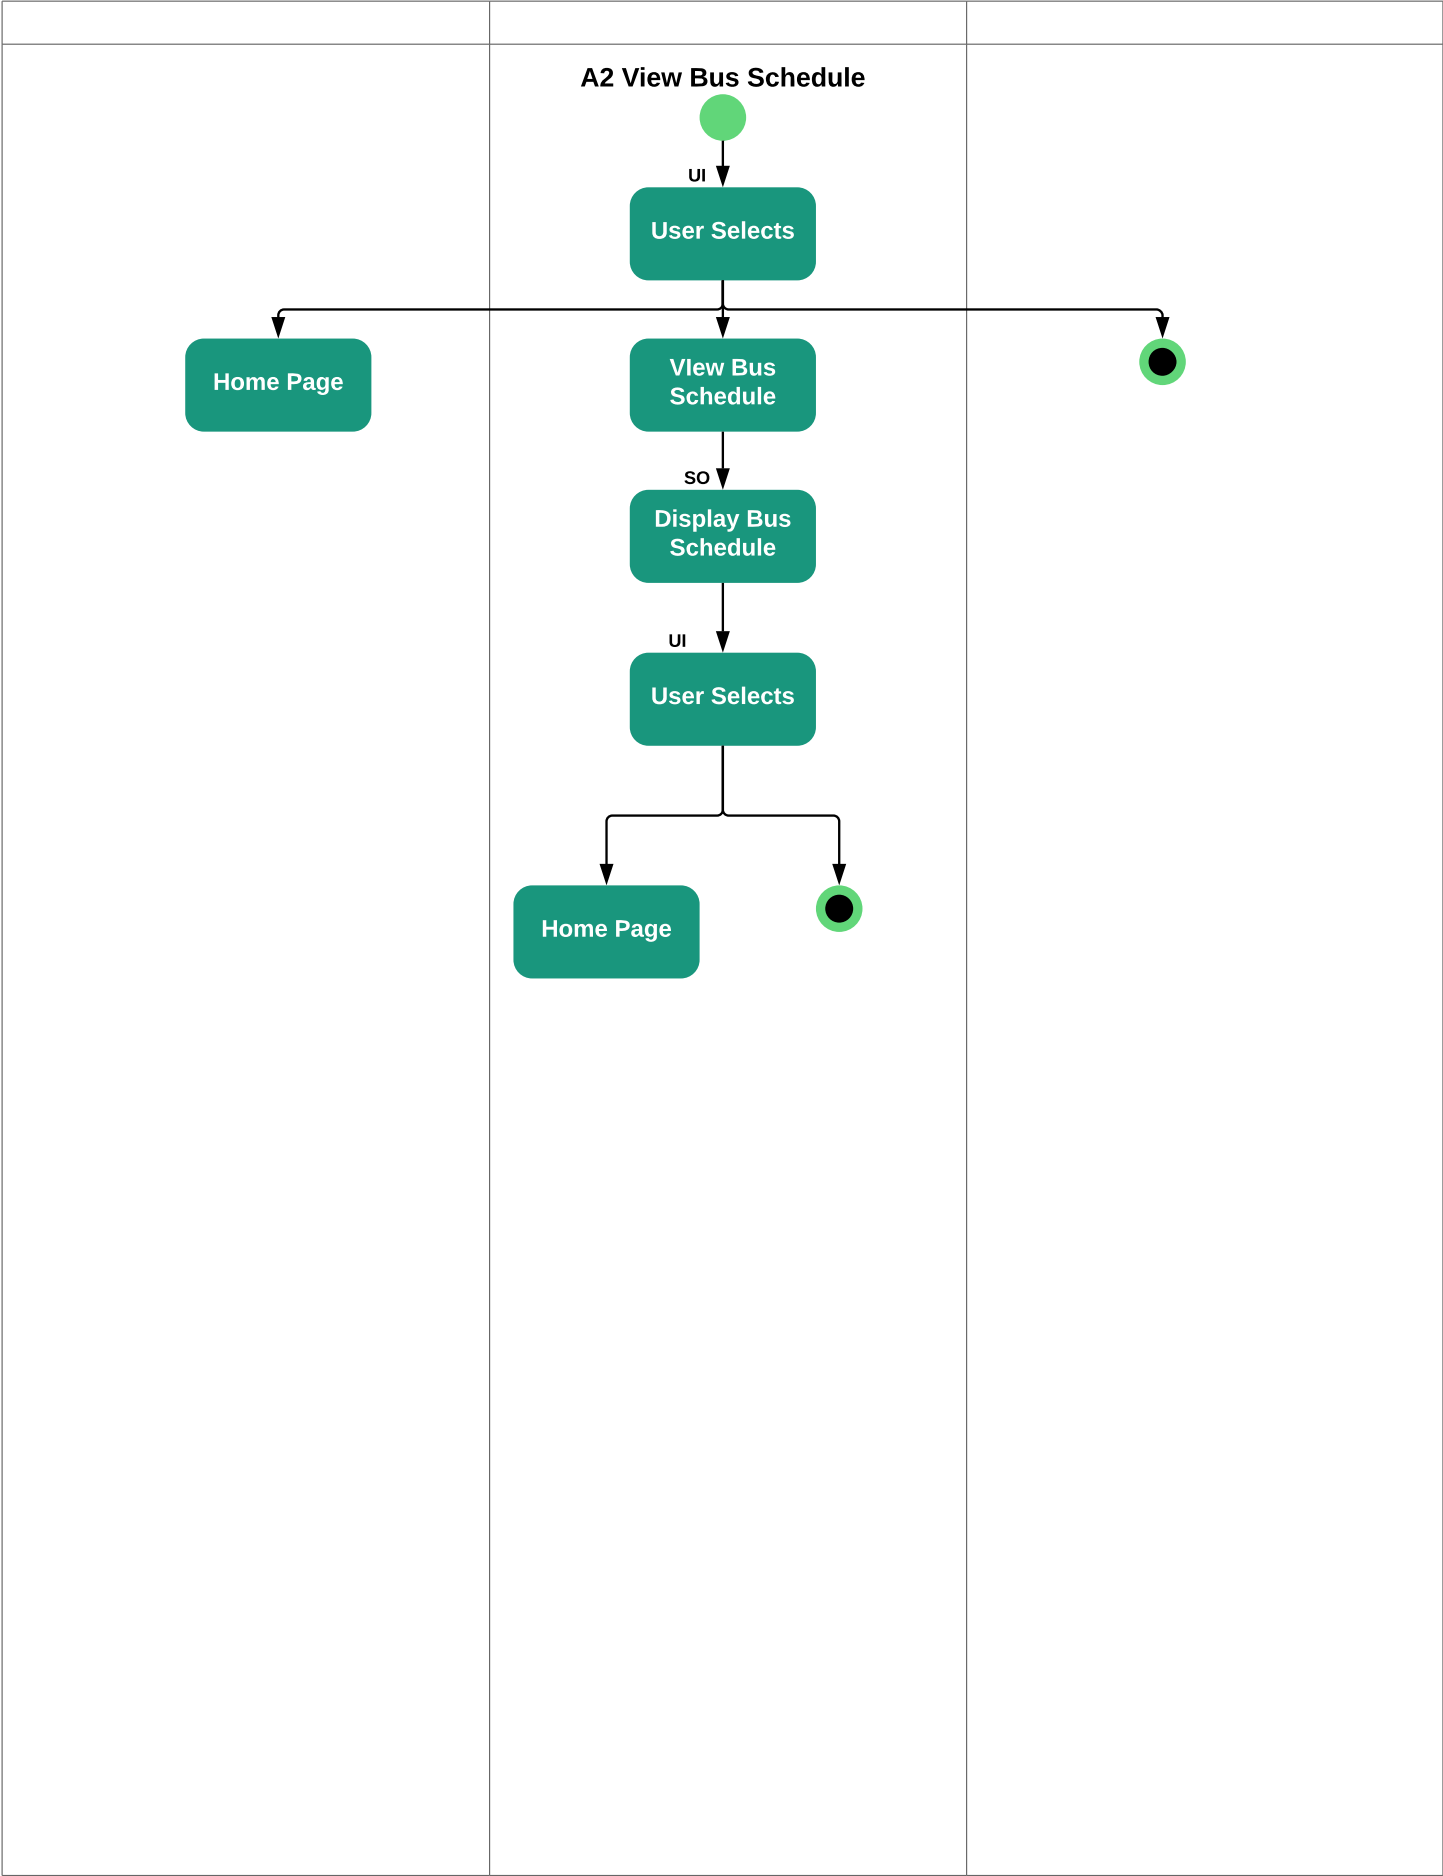 A2 View Bus Schedule
UI
User Selects
Home Page
VIew Bus
Schedule
SO
Display Bus
Schedule
UI
User Selects
Home Page